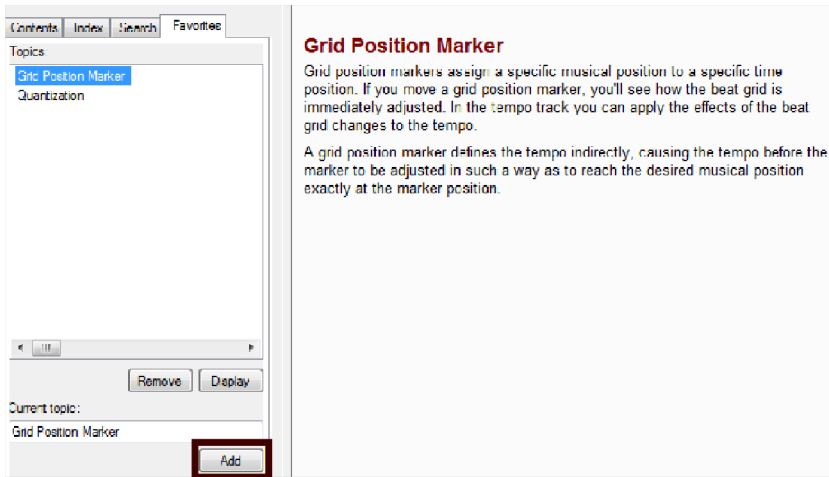 Contents Index Search Favorites
Topics
Grid Position Marker
Quantization
Remove Display
Current topic:
Grid Position Marker
Add
Grid Position Marker
Grid position markers assign a specific musical position to a specific time
position. If you move a grid position marker, you'll see how the beat grid is
immediately adjusted. In the tempo track you can apply the effects of the beat
grid changes to the tempo.
A grid position marker defines the tempo indirectly, causing the tempo before the
marker to be adjusted in such a way as to reach the desired musical position
exactly at the marker position.